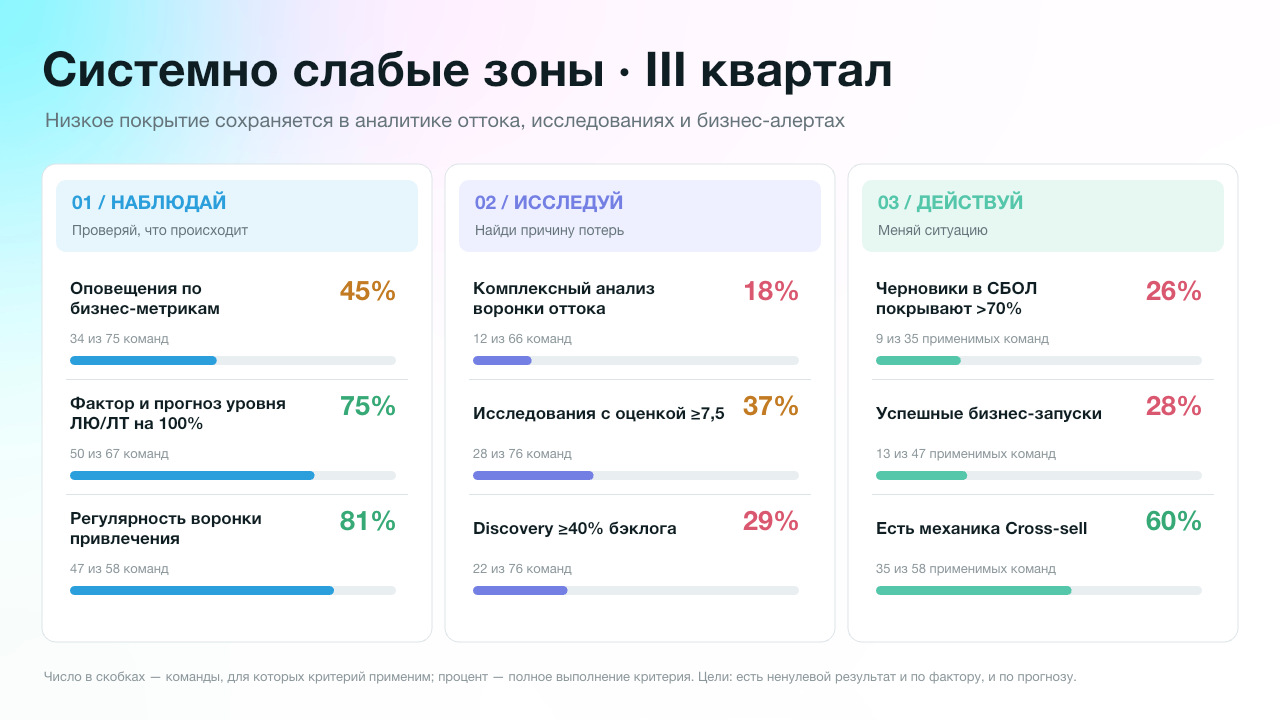 Системно слабые зоны · III квартал
Низкое покрытие сохраняется в аналитике оттока, исследованиях и бизнес-алертах
01 / НАБЛЮДАЙ
Проверяй, что происходит
Оповещения по
бизнес-метрикам
45%
34 из 75 команд
Фактор и прогноз уровня
ЛЮ/ЛТ на 100%
75%
50 из 67 команд
Регулярность воронки
привлечения
81%
47 из 58 команд
02 / ИССЛЕДУЙ
Найди причину потерь
Комплексный анализ
воронки оттока
18%
12 из 66 команд
Исследования с оценкой ≥7,5
37%
28 из 76 команд
Discovery ≥40% бэклога
29%
22 из 76 команд
03 / ДЕЙСТВУЙ
Меняй ситуацию
Черновики в СБОЛ
покрывают >70%
26%
9 из 35 применимых команд
Успешные бизнес-запуски
28%
13 из 47 применимых команд
Есть механика Cross-sell
60%
35 из 58 применимых команд
Число в скобках — команды, для которых критерий применим; процент — полное выполнение критерия. Цели: есть ненулевой результат и по фактору, и по прогнозу.